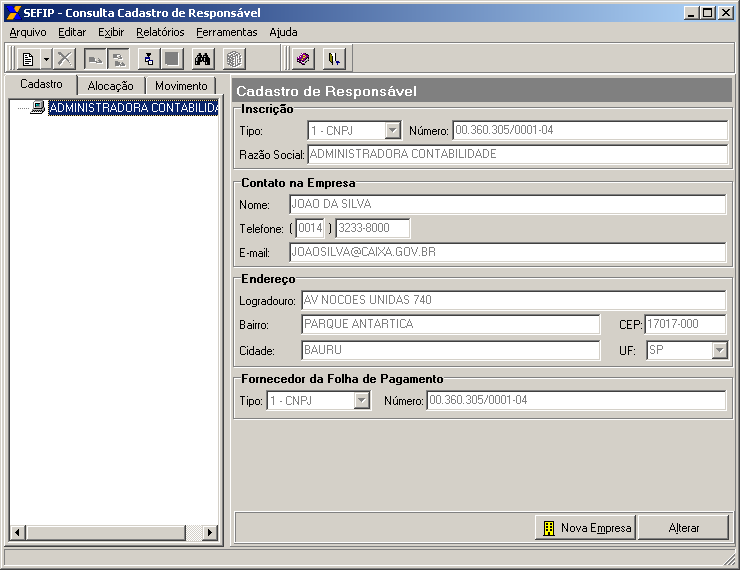 SEFIP - Consulta Cadastro de Responsável
Arquivo Editar Exibir Relatórios Ferramentas Ajuda
Cadastro Alocação Movimento
ADMINISTRADORA CONTABILIDA
Cadastro de Responsável
Inscrição
Tipo: 1 - CNPJ Número: 00.360.305/0001-04
Razão Social: ADMINISTRADORA CONTABILIDADE
Contato na Empresa
Nome: JOAO DA SILVA
Telefone: ( 0014 ) 3233-8000
E-mail: JOAOSILVA@CAIXA.GOV.BR
Endereço
Logradouro: AV NOCOES UNIDAS 740
Bairro: PARQUE ANTARTICA CEP: 17017-000
Cidade: BAURU UF: SP
Fornecedor da Folha de Pagamento
Tipo: 1 - CNPJ Número: 00.360.305/0001-04
Nova Empresa Alterar